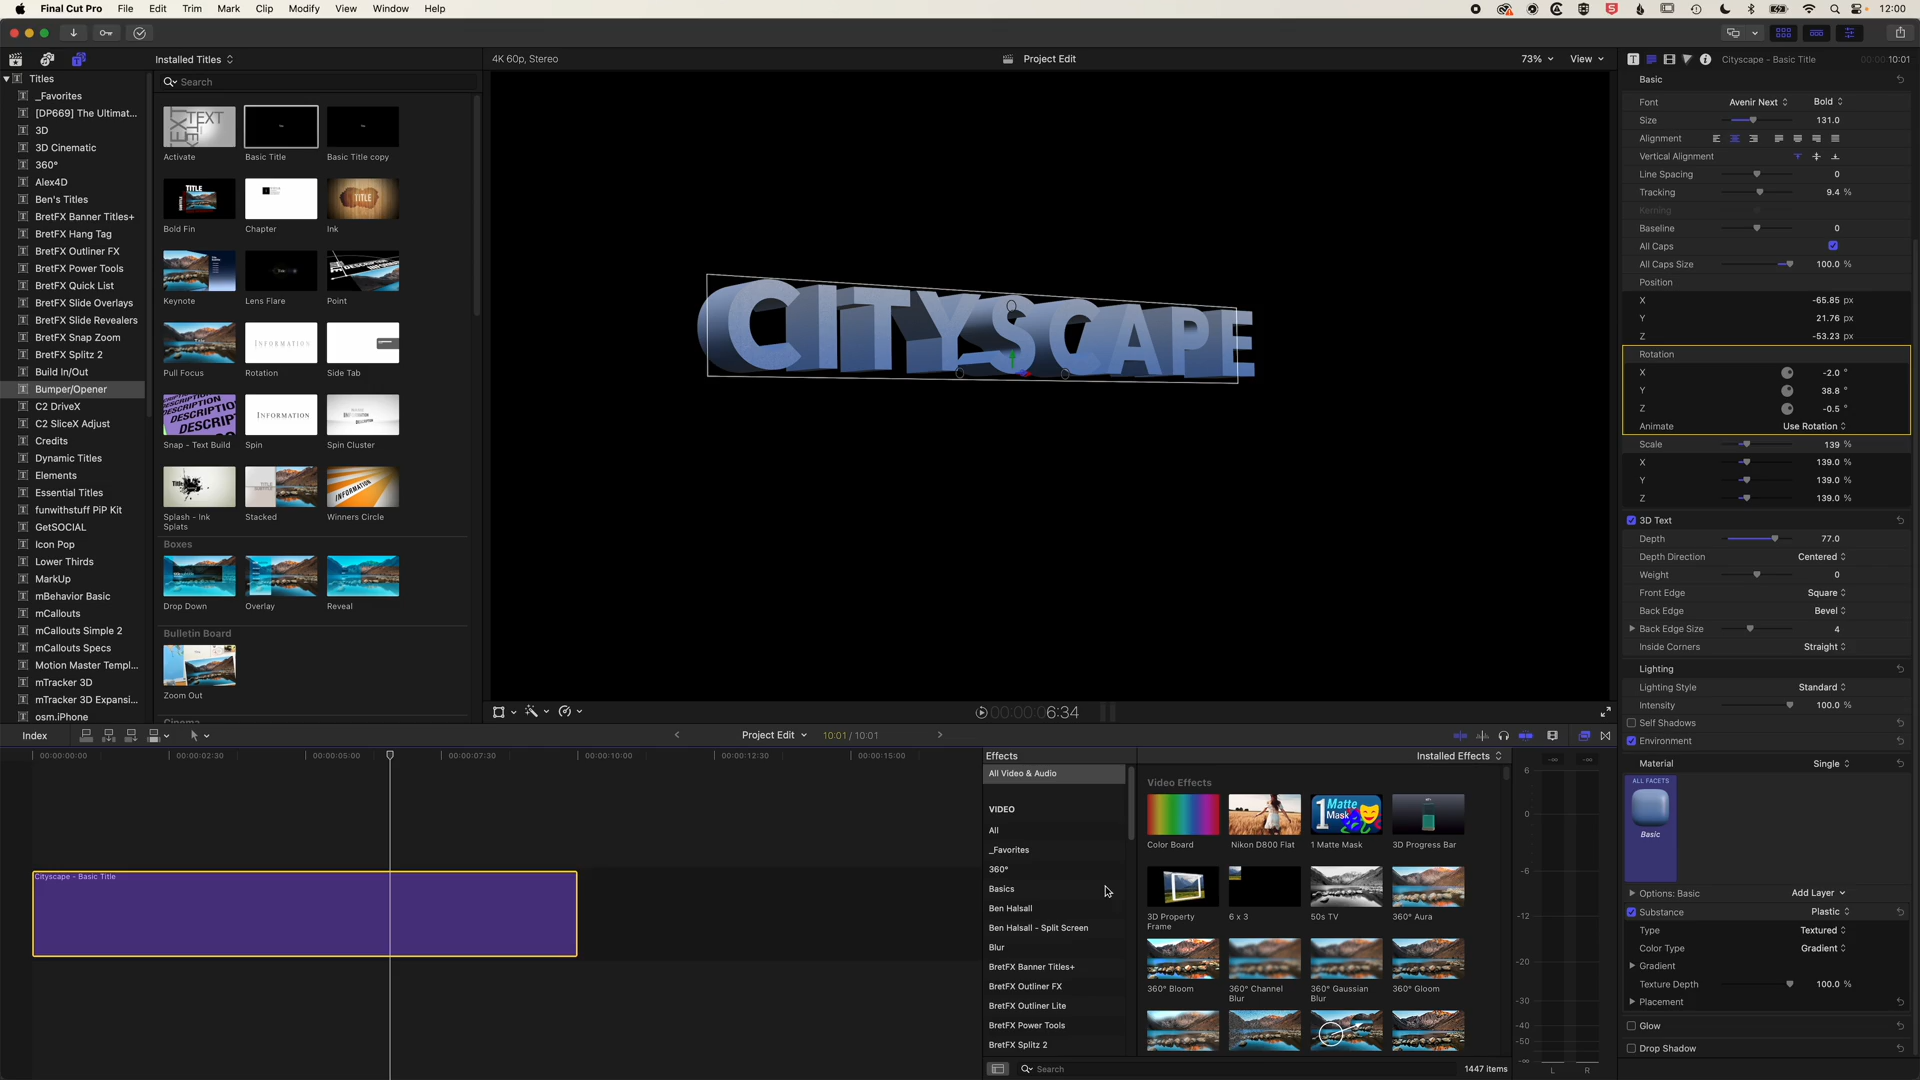 Final Cut Pro File Edit Trim Mark Clip Modify View Window Help 12:00
Installed Titles
4K 60p, Stereo
Project Edit
73% View
Cityscape - Basic Title
10:01
Titles
_Favorites
[DP669] The Ultimat...
3D
3D Cinematic
360°
Alex4D
Ben's Titles
BretFX Banner Titles+
BretFX Hang Tag
BretFX Outliner FX
BretFX Power Tools
BretFX Quick List
BretFX Slide Overlays
BretFX Slide Revealers
BretFX Snap Zoom
BretFX Splitz 2
Build In/Out
Bumper/Opener
C2 DriveX
C2 SliceX Adjust
Credits
Dynamic Titles
Elements
Essential Titles
funwithstuff PiP Kit
GetSOCIAL
Icon Pop
Lower Thirds
MarkUp
mBehavior Basic
mCallouts
mCallouts Simple 2
mCallouts Specs
Motion Master Templ...
mTracker 3D
mTracker 3D Expansi...
osm.iPhone
Search
Activate Basic Title Basic Title copy
Bold Fin Chapter Ink
Keynote Lens Flare Point
Pull Focus Rotation Side Tab
Snap - Text Build Spin Spin Cluster
Splash - Ink Splats
Stacked Winners Circle
Boxes
Drop Down Overlay Reveal
Bulletin Board
Zoom Out
Cinema
CITYSCAPE
00:00:06:34
Basic
Font Avenir Next Bold
Size 131.0
Alignment
Vertical Alignment
Line Spacing 0
Tracking 9.4 %
Kerning
Baseline 0
All Caps
All Caps Size 100.0 %
Position
X -65.85 px
Y 21.76 px
Z -53.23 px
Rotation
X -2.0 °
Y 38.8 °
Z -0.5 °
Animate Use Rotation
Scale 139 %
X 139.0 %
Y 139.0 %
Z 139.0 %
3D Text
Depth 77.0
Depth Direction Centered
Weight 0
Front Edge Square
Back Edge Bevel
Back Edge Size 4
Inside Corners Straight
Lighting
Lighting Style Standard
Intensity 100.0 %
Self Shadows
Environment
Material Single
ALL FACETS
Basic
Options: Basic Add Layer
Substance Plastic
Type Textured
Color Type Gradient
Gradient
Texture Depth 100.0 %
Placement
Glow
Drop Shadow
Index
Project Edit 10:01 / 10:01
00:00:00:00 00:00:02:30 00:00:05:00 00:00:07:30 00:00:10:00 00:00:12:30 00:00:15:00
Cityscape - Basic Title
Effects Installed Effects
All Video & Audio
VIDEO
All
_Favorites
360°
Basics
Ben Halsall
Ben Halsall - Split Screen
Blur
BretFX Banner Titles+
BretFX Outliner FX
BretFX Outliner Lite
BretFX Power Tools
BretFX Splitz 2
Video Effects
Color Board Nikon D800 Flat 1 Matte Mask 3D Progress Bar
3D Property Frame
6 x 3 50s TV 360° Aura
360° Bloom 360° Channel Blur
360° Gaussian Blur
360° Gloom
Search 1447 items
6
0
-6
-12
-20
-30
-40
-50
-∞
L R